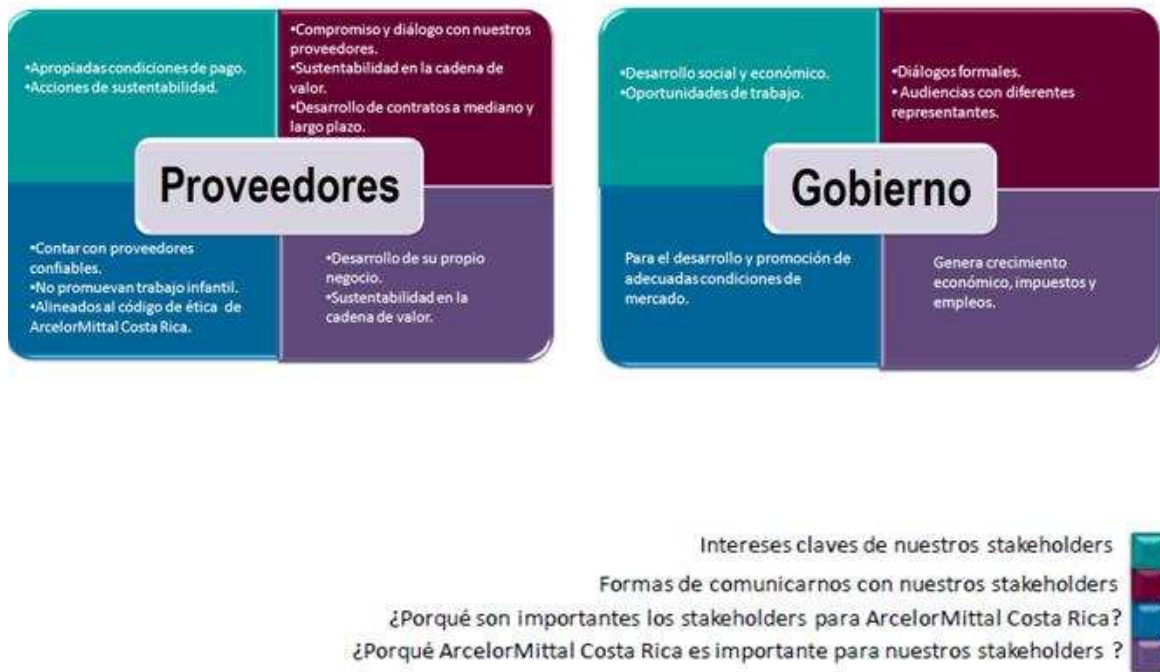 •Apropiadas condiciones de pago.
•Acciones de sustentabilidad.
•Compromiso y diálogo con nuestros
proveedores.
•Sustentabilidad en la cadena de
valor.
•Desarrollo de contratos a mediano y
largo plazo.
Proveedores
•Contar con proveedores
confiables.
•No promuevan trabajo infantil.
•Alineados al código de ética de
ArcelorMittal Costa Rica.
•Desarrollo de su propio
negocio.
•Sustentabilidad en la
cadena de valor.
•Desarrollo social y económico.
•Oportunidades de trabajo.
•Diálogos formales.
• Audiencias con diferentes
representantes.
Gobierno
Para el desarrollo y promoción de
adecuadas condiciones de
mercado.
Genera crecimiento
económico, impuestos y
empleos.
Intereses claves de nuestros stakeholders
Formas de comunicarnos con nuestros stakeholders
¿Porqué son importantes los stakeholders para ArcelorMittal Costa Rica?
¿Porqué ArcelorMittal Costa Rica es importante para nuestros stakeholders ?